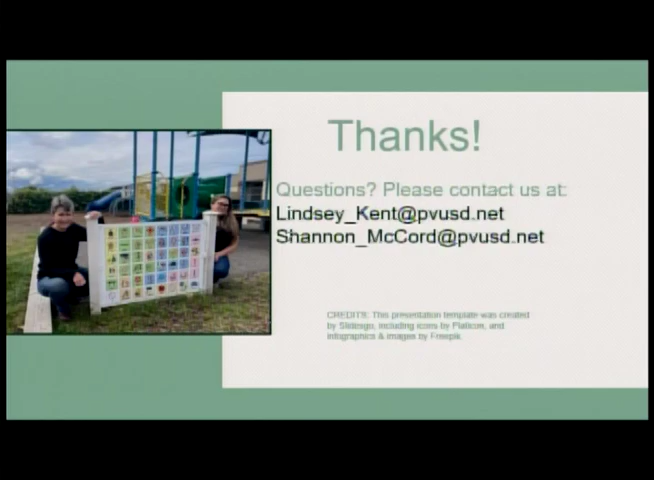 Thanks!
Questions? Please contact us at:
Lindsey_Kent@pvusd.net
Shannon_McCord@pvusd.net
CREDITS: This presentation template was created
by Slidesgo, including icons by Flaticon, and
infographics & images by Freepik.